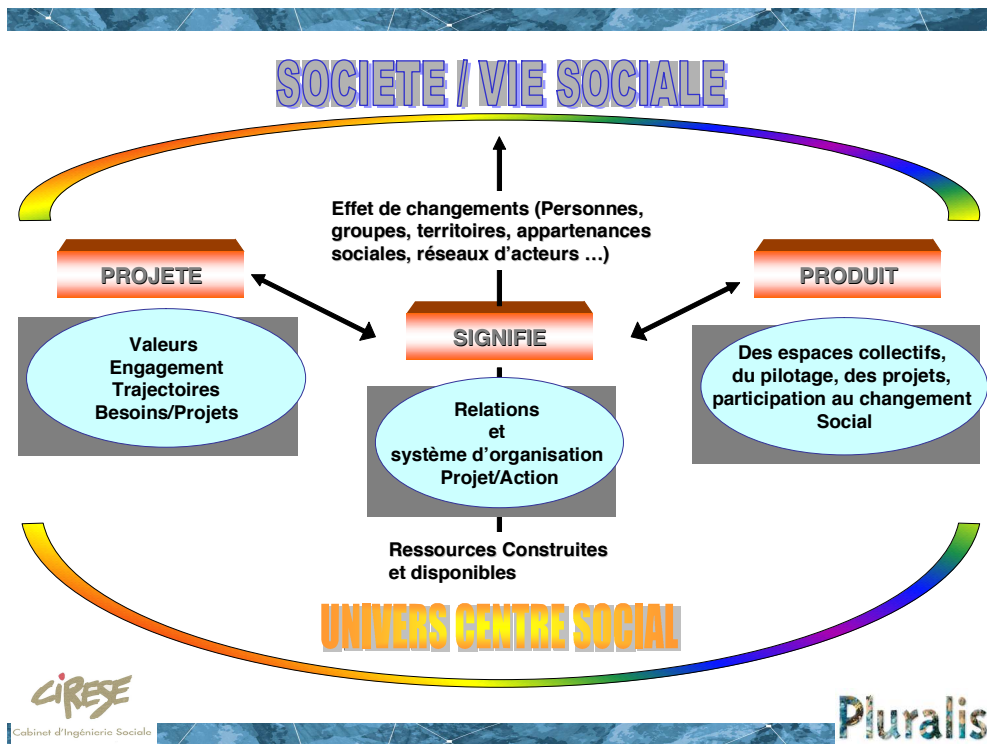 SOCIETE / VIE SOCIALE
Effet de changements (Personnes,
groupes, territoires, appartenances
sociales, réseaux d'acteurs …)
PROJETE
Valeurs
Engagement
Trajectoires
Besoins/Projets
SIGNIFIE
Relations
et
système d'organisation
Projet/Action
PRODUIT
Des espaces collectifs,
du pilotage, des projets,
participation au changement
Social
Ressources Construites
et disponibles
UNIVERS CENTRE SOCIAL
CiRESE
Cabinet d'Ingénierie Sociale
Pluralis